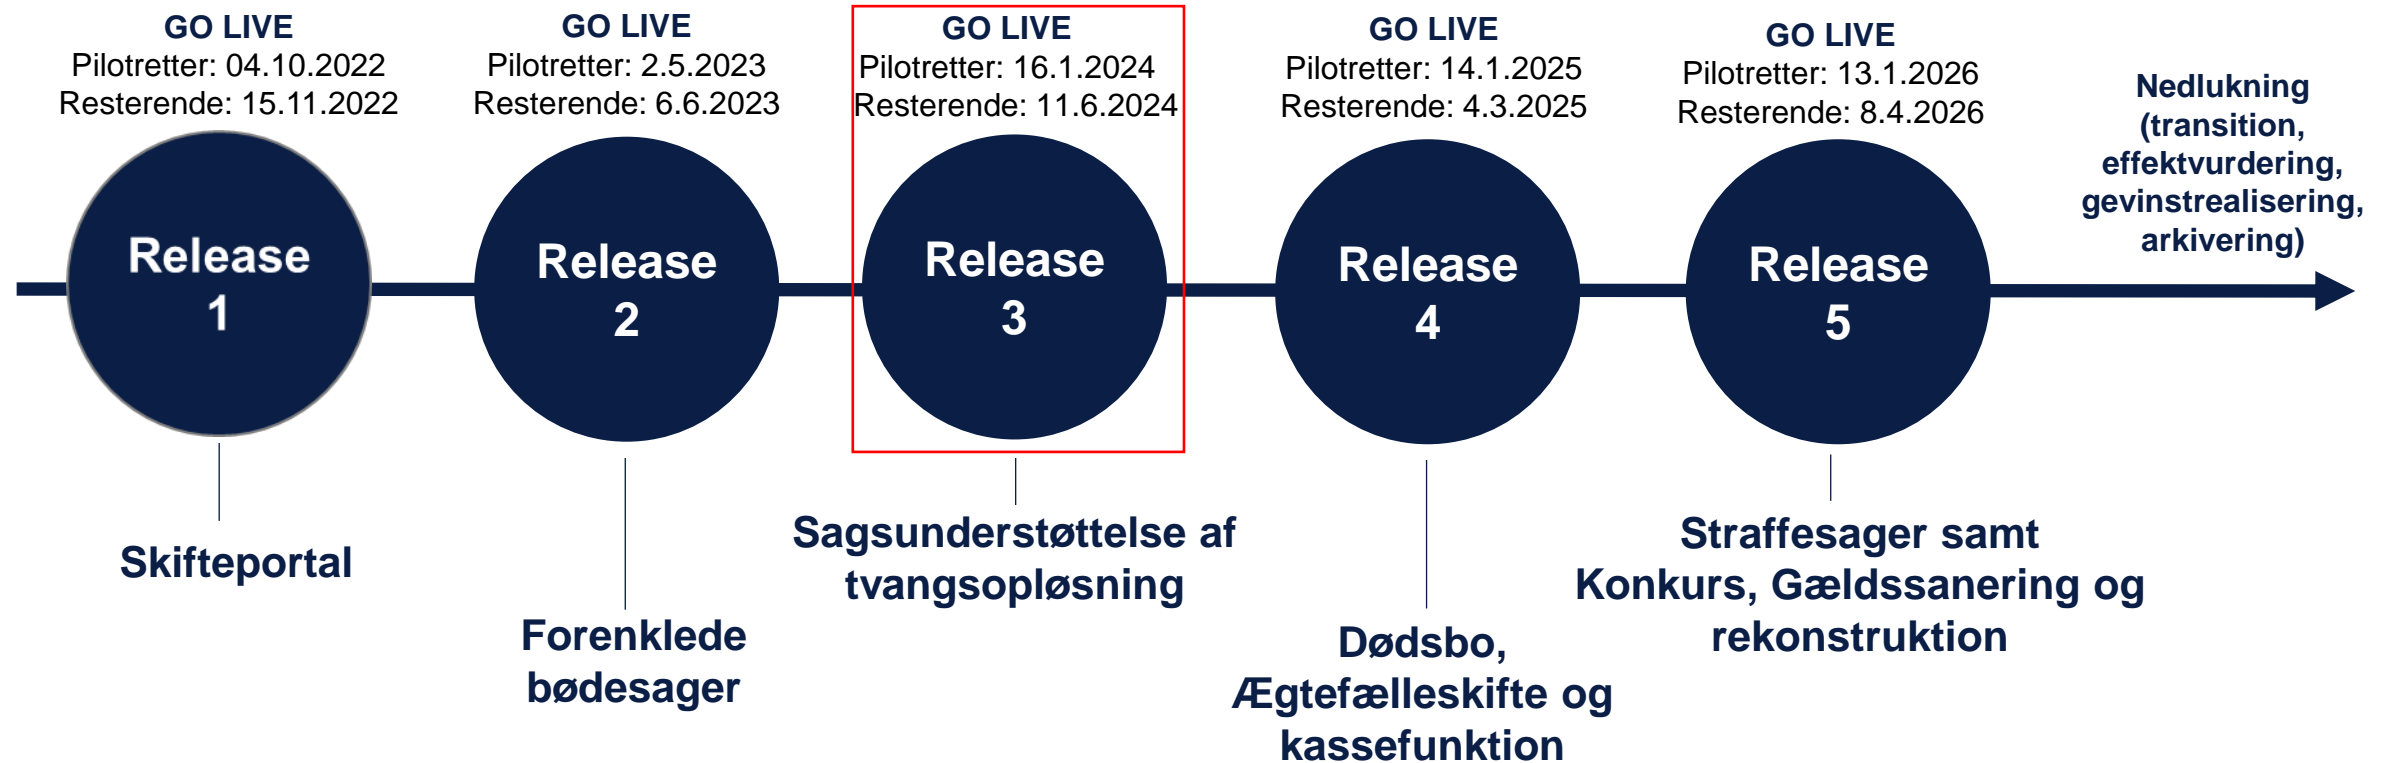 GO LIVE
Pilotretter: 04.10.2022
Resterende: 15.11.2022
Release
1
Skifteportal
GO LIVE
Pilotretter: 2.5.2023
Resterende: 6.6.2023
Release
2
Forenklede
bødesager
GO LIVE
Pilotretter: 16.1.2024
Resterende: 11.6.2024
Release
3
Sagsunderstøttelse af
tvangsopløsning
GO LIVE
Pilotretter: 14.1.2025
Resterende: 4.3.2025
Release
4
Dødsbo,
Ægtefælleskifte og
kassefunktion
GO LIVE
Pilotretter: 13.1.2026
Resterende: 8.4.2026
Release
5
Straffesager samt
Konkurs, Gældssanering og
rekonstruktion
Nedlukning
(transition,
effektvurdering,
gevinstrealisering,
arkivering)